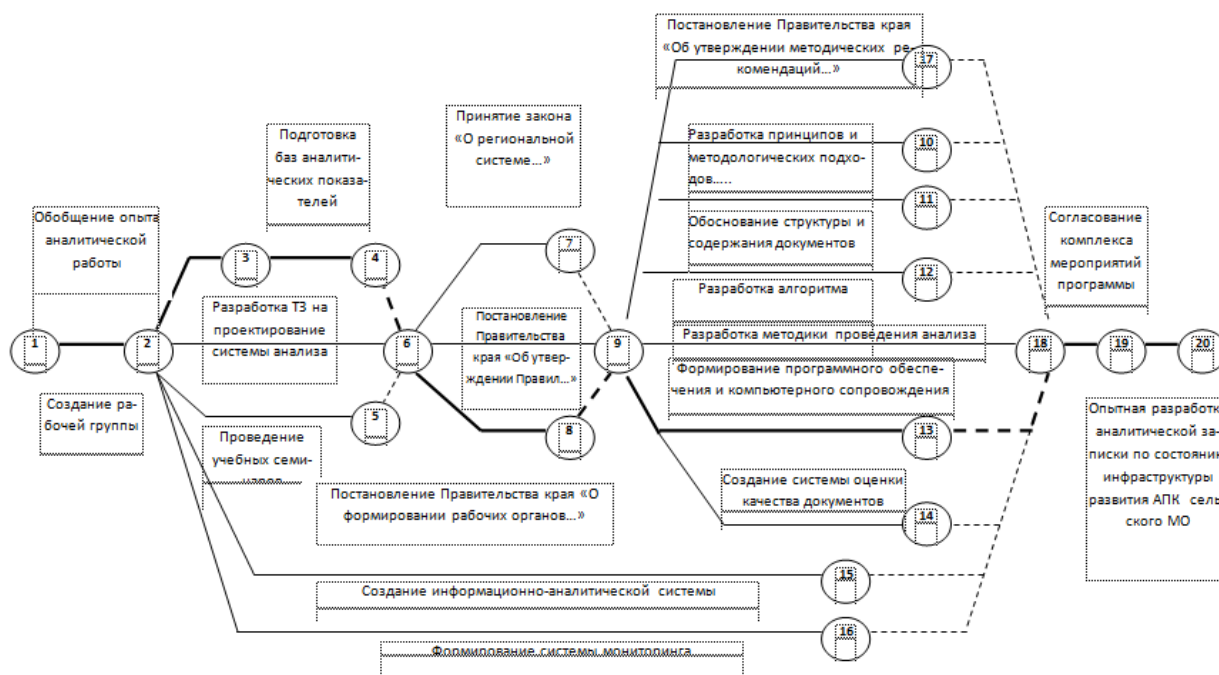 Постановление Правительства края
«Об утверждении методических ре-
комендаций…»
17
Принятие закона
«О региональной
системе…»
Подготовка
баз аналити-
ческих показа-
телей
Разработка принципов и
методологических подхо-
дов…..
10
11
Обобщение опыта
аналитической
работы
Обоснование структуры и
содержания документов
Согласование
комплекса
мероприятий
программы
3
4
7
12
Разработка ТЗ на
проектирование
системы анализа
Постановление
Правительства
края «Об утвер-
ждении Правил…»
Разработка алгоритма
Разработка методики проведения анализа
1
2
6
9
18
19
20
Формирование программного обеспе-
чения и компьютерного сопровождения
Создание ра-
бочей группы
5
8
13
Проведение
учебных семи-
наров
Опытная разработка
аналитической за-
писки по состоянию
инфраструктуры
развития АПК сель-
ского МО
Постановление Правительства края «О
формировании рабочих органов…»
Создание системы оценки
качества документов
14
15
Создание информационно-аналитической системы
16
Формирование системы мониторинга